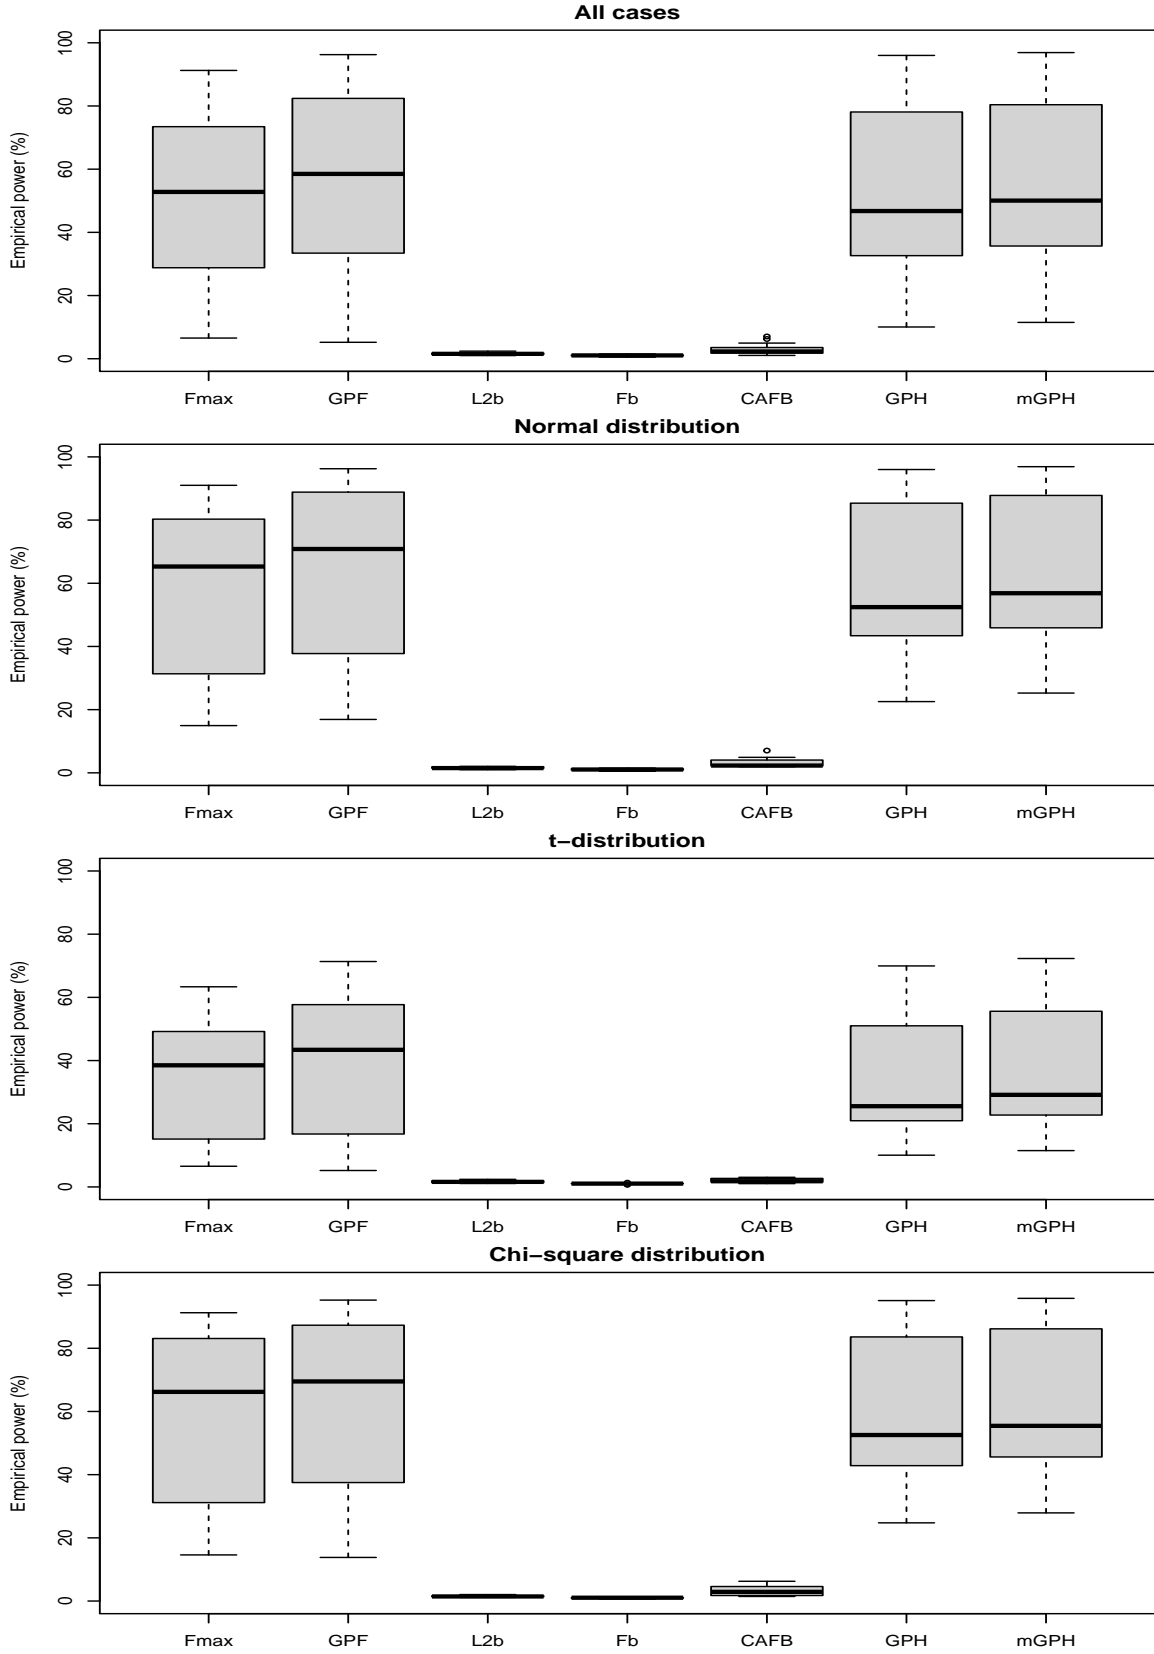 All cases
Empirical power (%)
100
80
60
40
20
0
Fmax GPF L2b Fb CAFB GPH mGPH
Normal distribution
Empirical power (%)
100
80
60
40
20
0
Fmax GPF L2b Fb CAFB GPH mGPH
t−distribution
Empirical power (%)
100
80
60
40
20
0
Fmax GPF L2b Fb CAFB GPH mGPH
Chi−square distribution
Empirical power (%)
100
80
60
40
20
0
Fmax GPF L2b Fb CAFB GPH mGPH